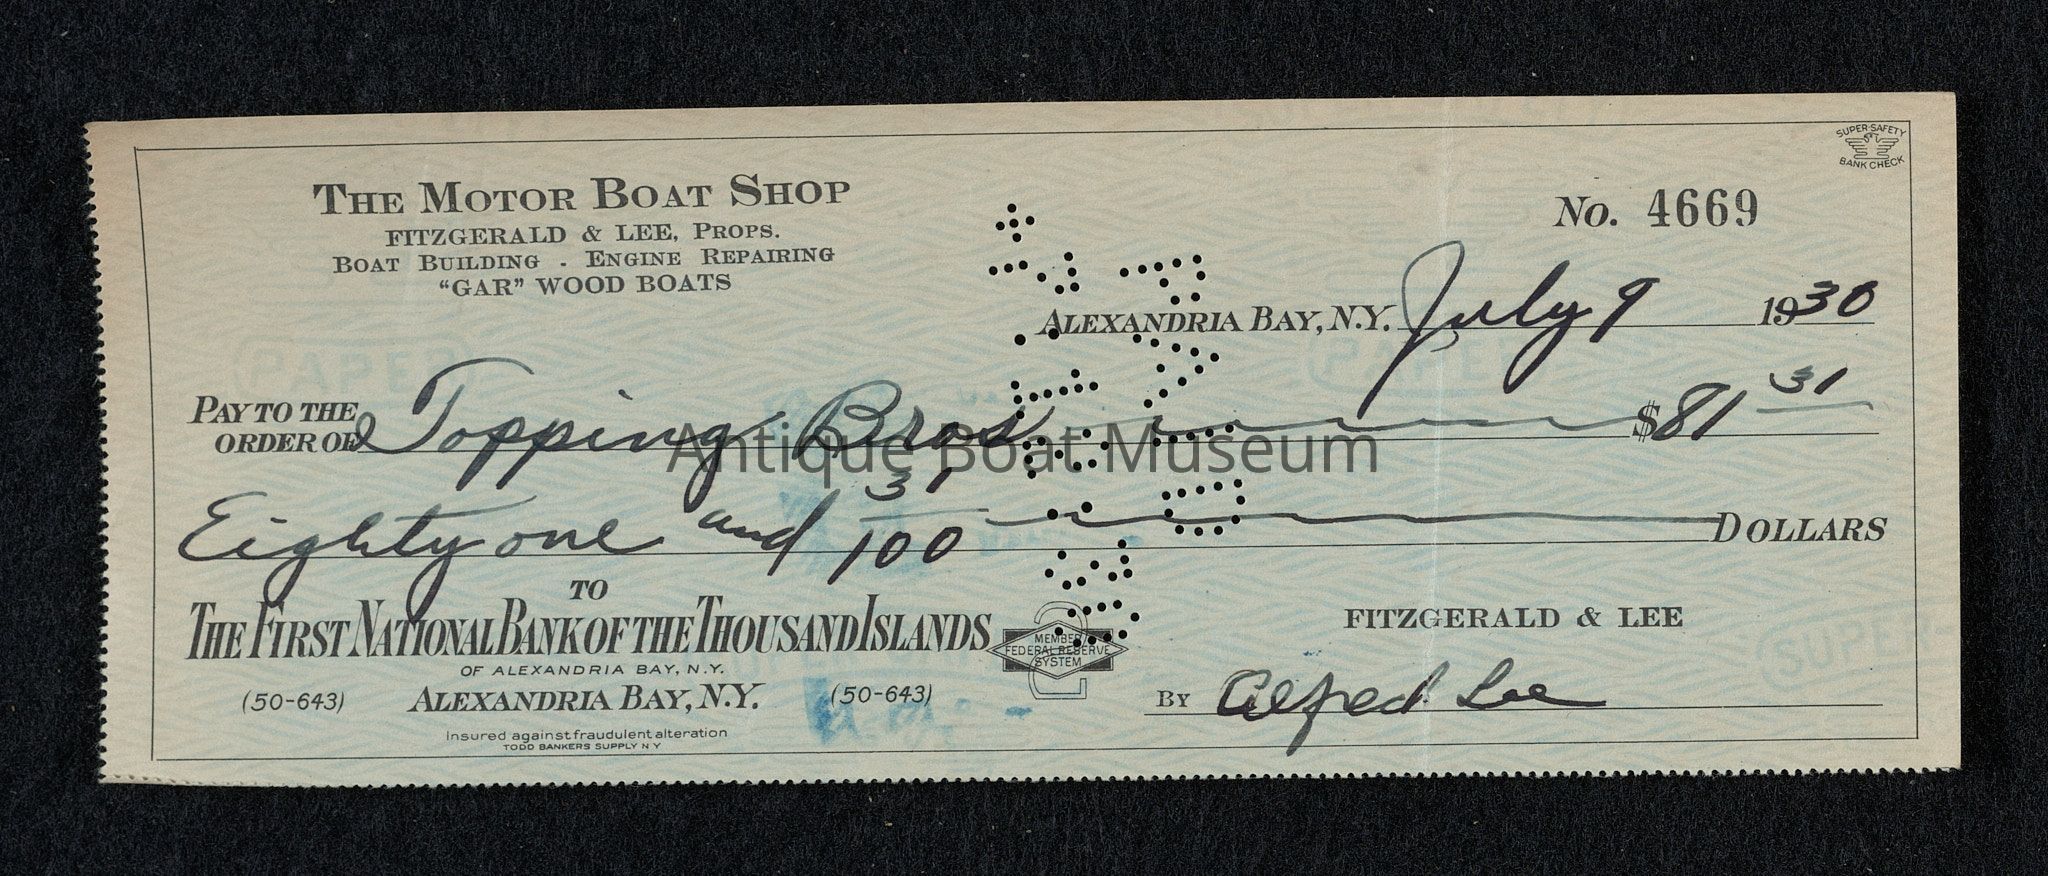 SUPER-SAFETY
BANK CHECK
THE MOTOR BOAT SHOP
FITZGERALD & LEE, PROPS.
BOAT BUILDING - ENGINE REPAIRING
"GAR" WOOD BOATS
No. 4669
ALEXANDRIA BAY, N.Y. July 9 1930
PAY TO THE
ORDER OF Topping Bros $81 31
Antique Boat Museum
Eighty one and 31/100 DOLLARS
TO
THE FIRST NATIONAL BANK OF THE THOUSAND ISLANDS
OF ALEXANDRIA BAY, N.Y.
(50-643) ALEXANDRIA BAY, N.Y. (50-643)
MEMBER
FEDERAL RESERVE
SYSTEM
FITZGERALD & LEE
BY Alfred Lee
Insured against fraudulent alteration
TODD BANKERS SUPPLY N Y